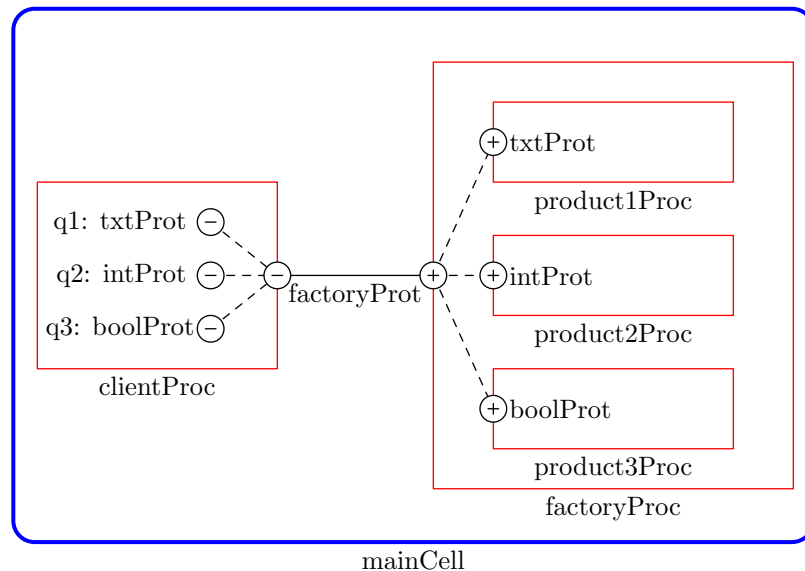 txtProt
product1Proc
q1: txtProt
−
q2: intProt
−
−
factoryProt
+
+
intProt
q3: boolProt
−
product2Proc
clientProc
+
boolProt
product3Proc
factoryProc
mainCell